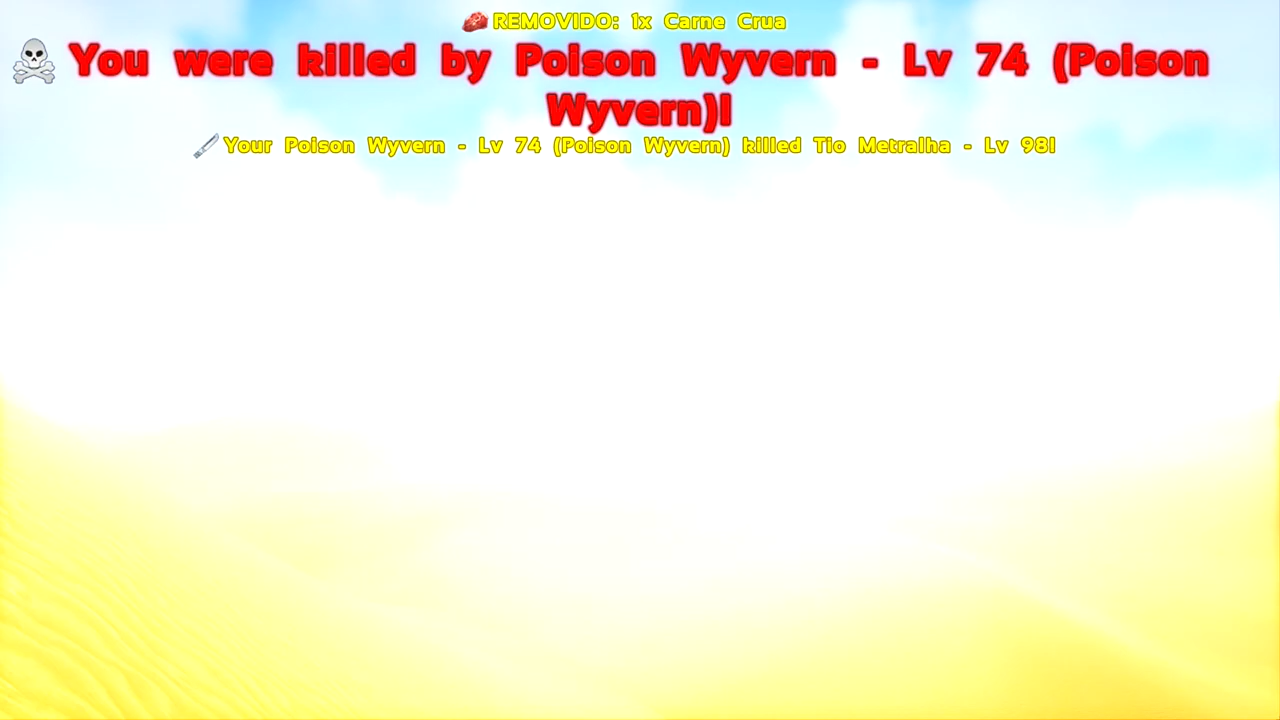 REMOVIDO: 1x Carne Crua
You were killed by Poison Wyvern - Lv 74 (Poison
Wyvern)!
Your Poison Wyvern - Lv 74 (Poison Wyvern) killed Tio Metralha - Lv 98!